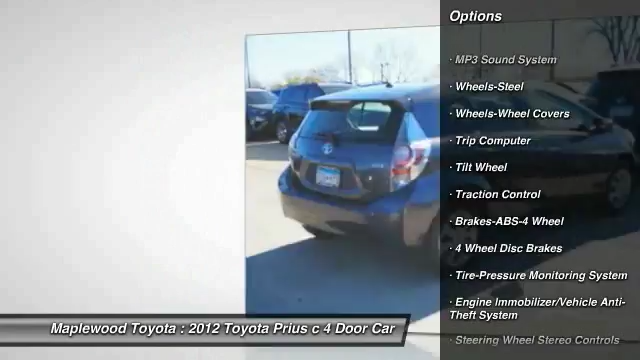 Options
· MP3 Sound System
· Wheels-Steel
· Wheels-Wheel Covers
· Trip Computer
· Tilt Wheel
· Traction Control
· Brakes-ABS-4 Wheel
· 4 Wheel Disc Brakes
· Tire-Pressure Monitoring System
· Engine Immobilizer/Vehicle Anti-
Theft System
· Steering Wheel Stereo Controls
Maplewood Toyota : 2012 Toyota Prius c 4 Door Car